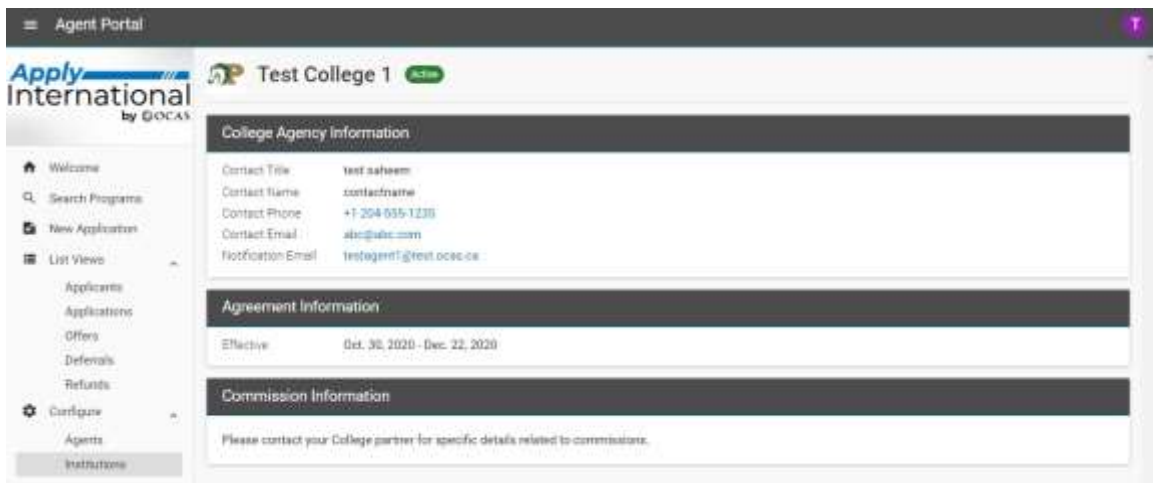 Agent Portal
T
Apply
International
by OCAS
Test College 1 Active
College Agency Information
Contact Title test saheem
Contact Name contactname
Contact Phone +1-204-555-1235
Contact Email abc@abc.com
Notification Email testagent1@test.ocas.ca
Agreement Information
Effective Oct. 30, 2020 - Dec. 22, 2020
Commission Information
Please contact your College partner for specific details related to commissions.
Welcome
Search Programs
New Application
List Views
Applicants
Applications
Offers
Deferrals
Refunds
Configure
Agents
Institutions